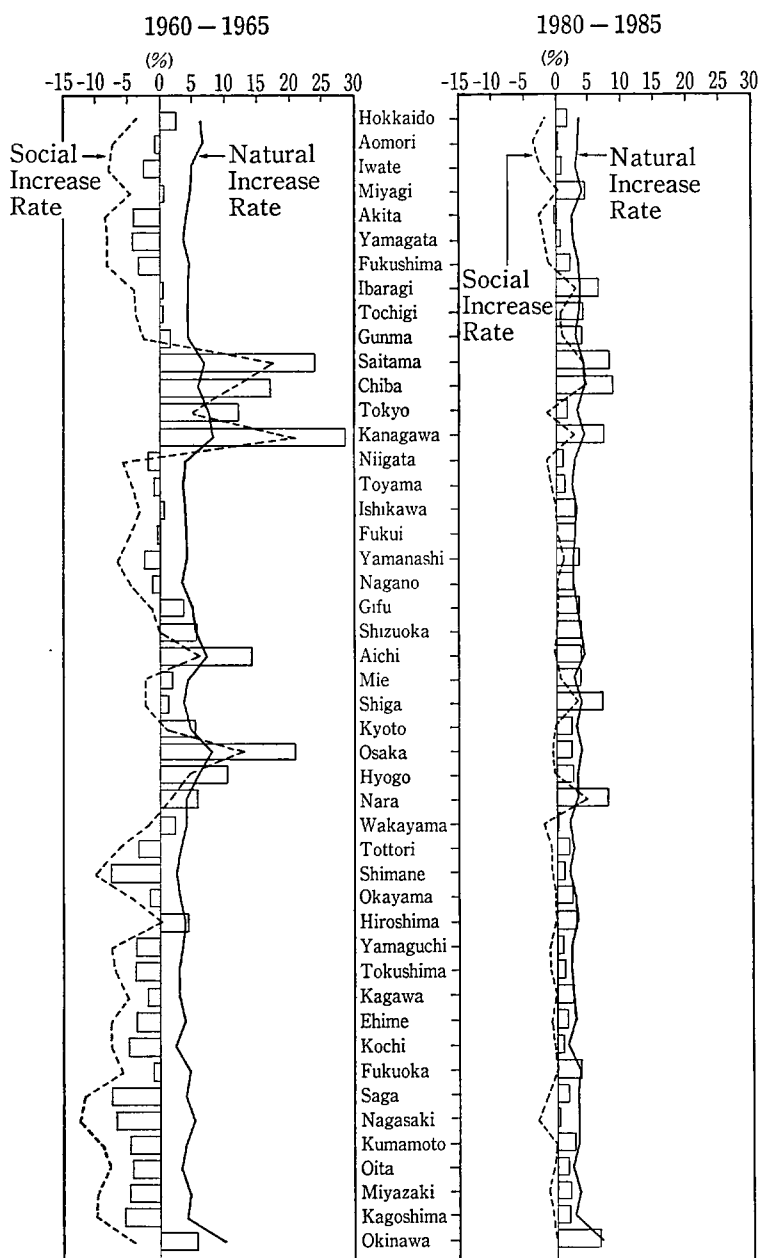 1960 – 1965
1980 – 1985
(%)
(%)
-15 -10 -5 0 5 10 15 20 25 30
-15 -10 -5 0 5 10 15 20 25 30
Social
Increase
Rate
Natural
Increase
Rate
Natural
Increase
Rate
Social
Increase
Rate
Hokkaido
Aomori
Iwate
Miyagi
Akita
Yamagata
Fukushima
Ibaragi
Tochigi
Gunma
Saitama
Chiba
Tokyo
Kanagawa
Niigata
Toyama
Ishikawa
Fukui
Yamanashi
Nagano
Gifu
Shizuoka
Aichi
Mie
Shiga
Kyoto
Osaka
Hyogo
Nara
Wakayama
Tottori
Shimane
Okayama
Hiroshima
Yamaguchi
Tokushima
Kagawa
Ehime
Kochi
Fukuoka
Saga
Nagasaki
Kumamoto
Oita
Miyazaki
Kagoshima
Okinawa